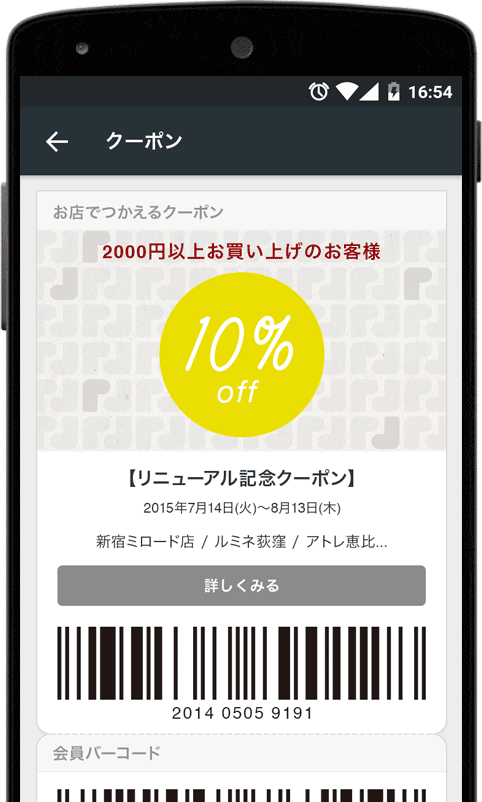 16:54
クーポン
お店でつかえるクーポン
2000円以上お買い上げのお客様
10%
off
【リニューアル記念クーポン】
2015年7月14日(火)〜8月13日(木)
新宿ミロード店 / ルミネ荻窪 / アトレ恵比...
詳しくみる
2014 0505 9191
会員バーコード